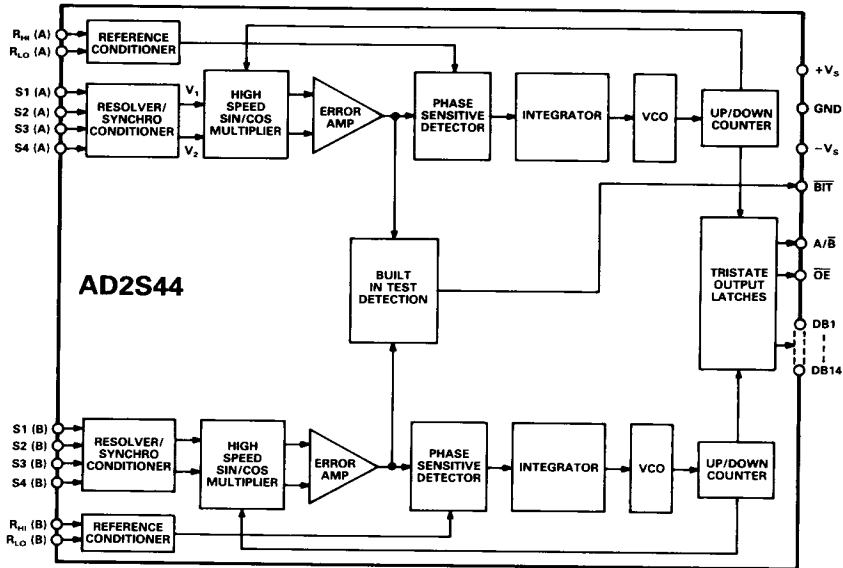 R_HI (A)
R_LO (A)
REFERENCE
CONDITIONER
S1 (A)
S2 (A)
S3 (A)
S4 (A)
RESOLVER/
SYNCHRO
CONDITIONER
V₁
V₂
HIGH
SPEED
SIN/COS
MULTIPLIER
ERROR
AMP
PHASE
SENSITIVE
DETECTOR
INTEGRATOR
VCO
UP/DOWN
COUNTER
+V_S
GND
−V_S
B̅I̅T̅
A/B̅
O̅E̅
DB1
DB14
TRISTATE
OUTPUT
LATCHES
BUILT
IN TEST
DETECTION
AD2S44
S1 (B)
S2 (B)
S3 (B)
S4 (B)
RESOLVER/
SYNCHRO
CONDITIONER
HIGH
SPEED
SIN/COS
MULTIPLIER
ERROR
AMP
PHASE
SENSITIVE
DETECTOR
INTEGRATOR
VCO
UP/DOWN
COUNTER
R_HI (B)
R_LO (B)
REFERENCE
CONDITIONER